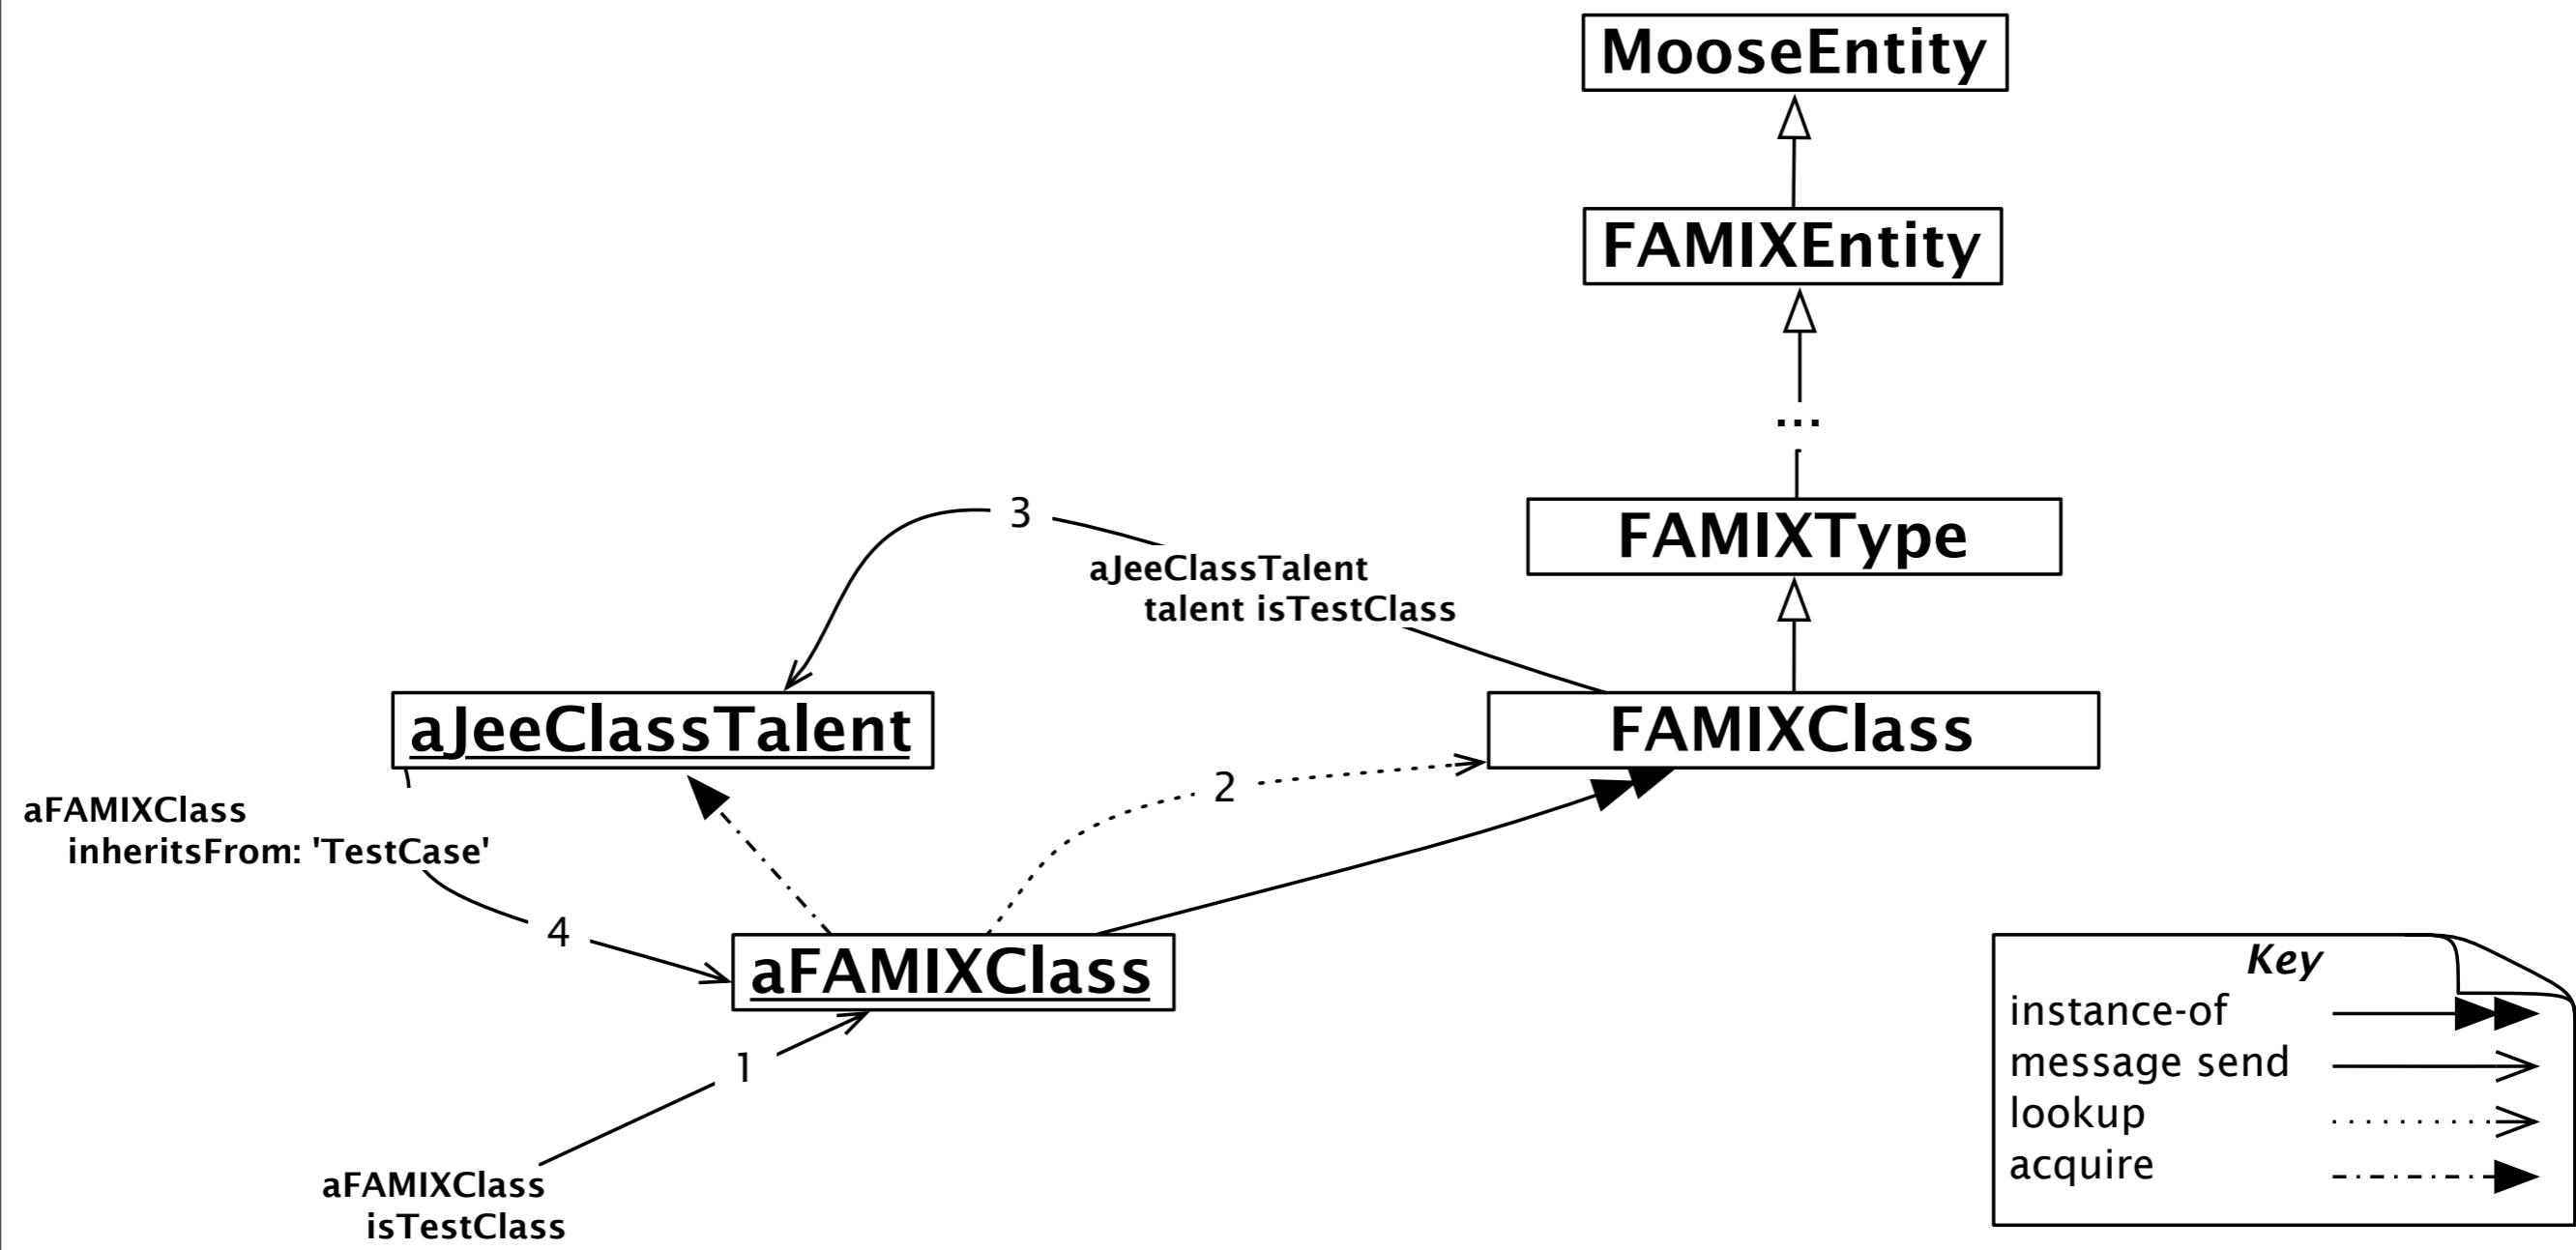 MooseEntity
FAMIXEntity
...
FAMIXType
3
aJeeClassTalent
talent isTestClass
aJeeClassTalent
FAMIXClass
2
aFAMIXClass
inheritsFrom: 'TestCase'
4
aFAMIXClass
1
aFAMIXClass
isTestClass
Key
instance-of
message send
lookup
acquire